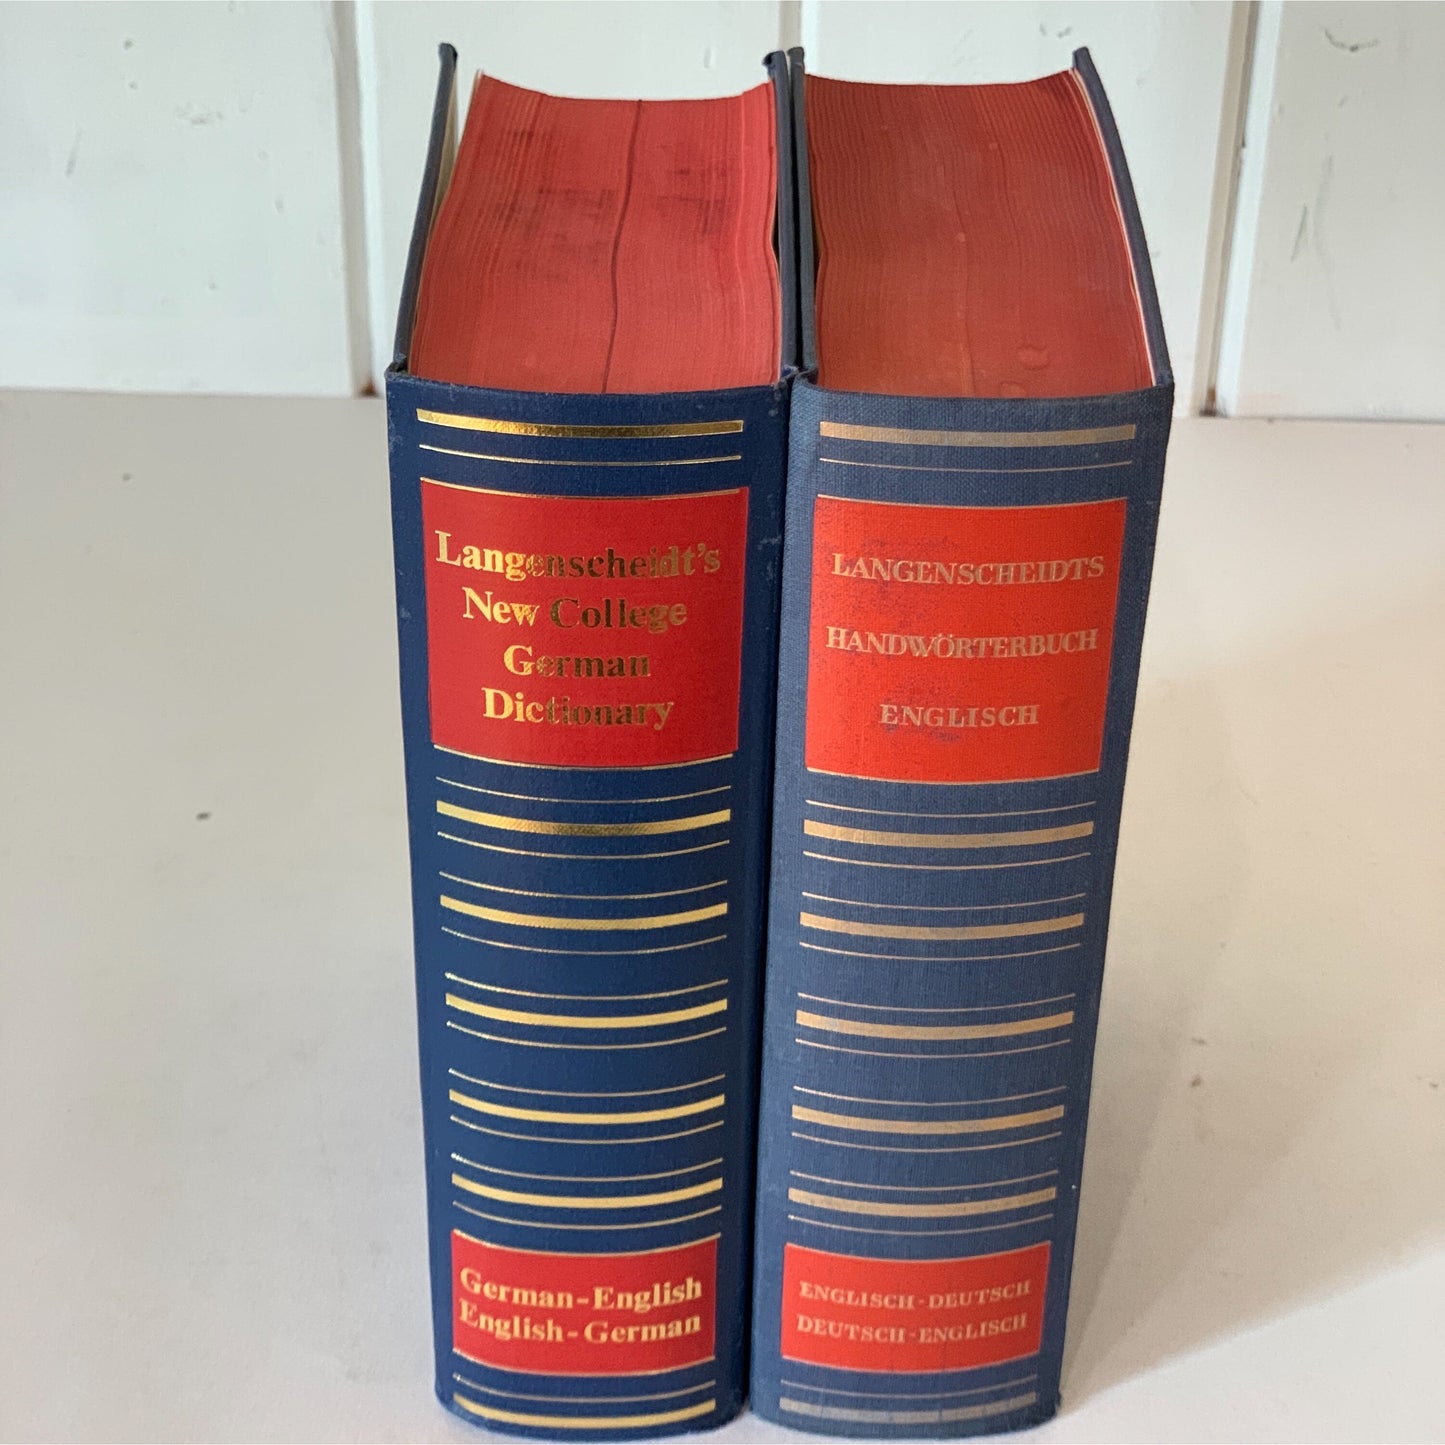 Langenscheidt's
New College
German
Dictionary
German-English
English-German
LANGENSCHEIDTS
HANDWÖRTERBUCH
ENGLISCH
ENGLISCH-DEUTSCH
DEUTSCH-ENGLISCH